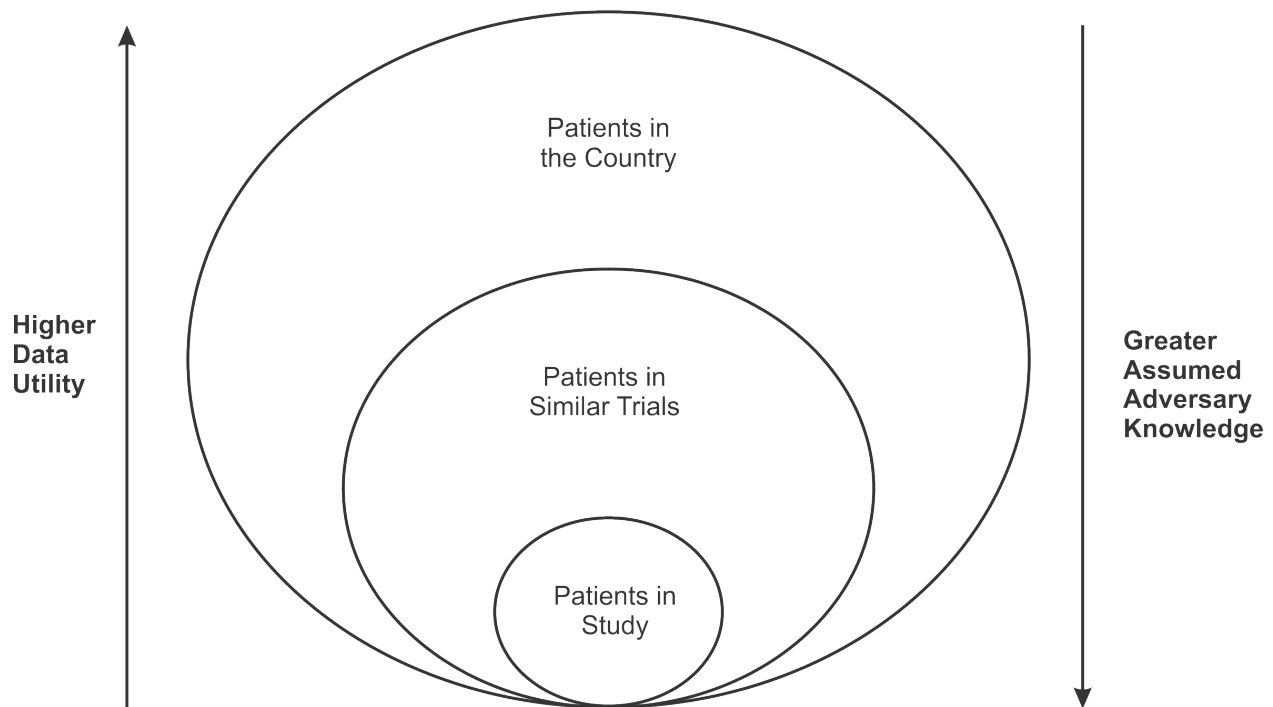 Patients in
the Country
Higher
Data
Utility
Greater
Assumed
Adversary
Knowledge
Patients in
Similar Trials
Patients in
Study